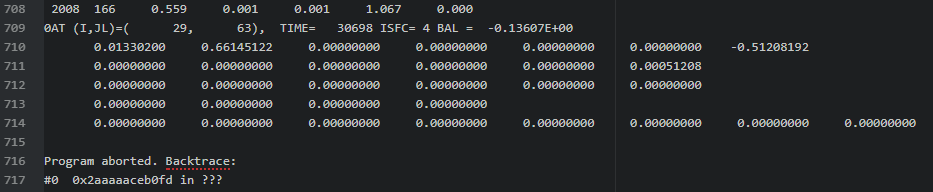 708 2008 166 0.559 0.001 0.001 1.067 0.000
709 0AT (I,JL)=( 29, 63), TIME= 30698 ISFC= 4 BAL = -0.13607E+00
710 0.01330200 0.66145122 0.00000000 0.00000000 0.00000000 0.00000000 -0.51208192
711 0.00000000 0.00000000 0.00000000 0.00000000 0.00000000 0.00051208
712 0.00000000 0.00000000 0.00000000 0.00000000 0.00000000 0.00000000
713 0.00000000 0.00000000 0.00000000 0.00000000
714 0.00000000 0.00000000 0.00000000 0.00000000 0.00000000 0.00000000 0.00000000 0.00000000
715
716 Program aborted. Backtrace:
717 #0 0x2aaaaaceb0fd in ???